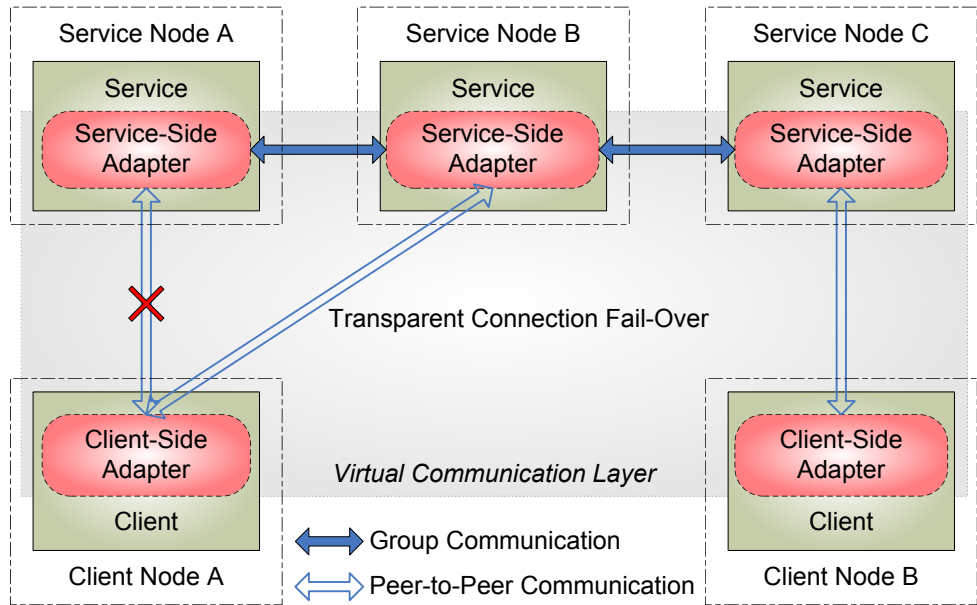 Service Node A
Service Node B
Service Node C
Service
Service
Service
Service-Side
Adapter
Service-Side
Adapter
Service-Side
Adapter
Transparent Connection Fail-Over
Client-Side
Adapter
Client-Side
Adapter
Virtual Communication Layer
Client
Client
Group Communication
Client Node A
Peer-to-Peer Communication
Client Node B